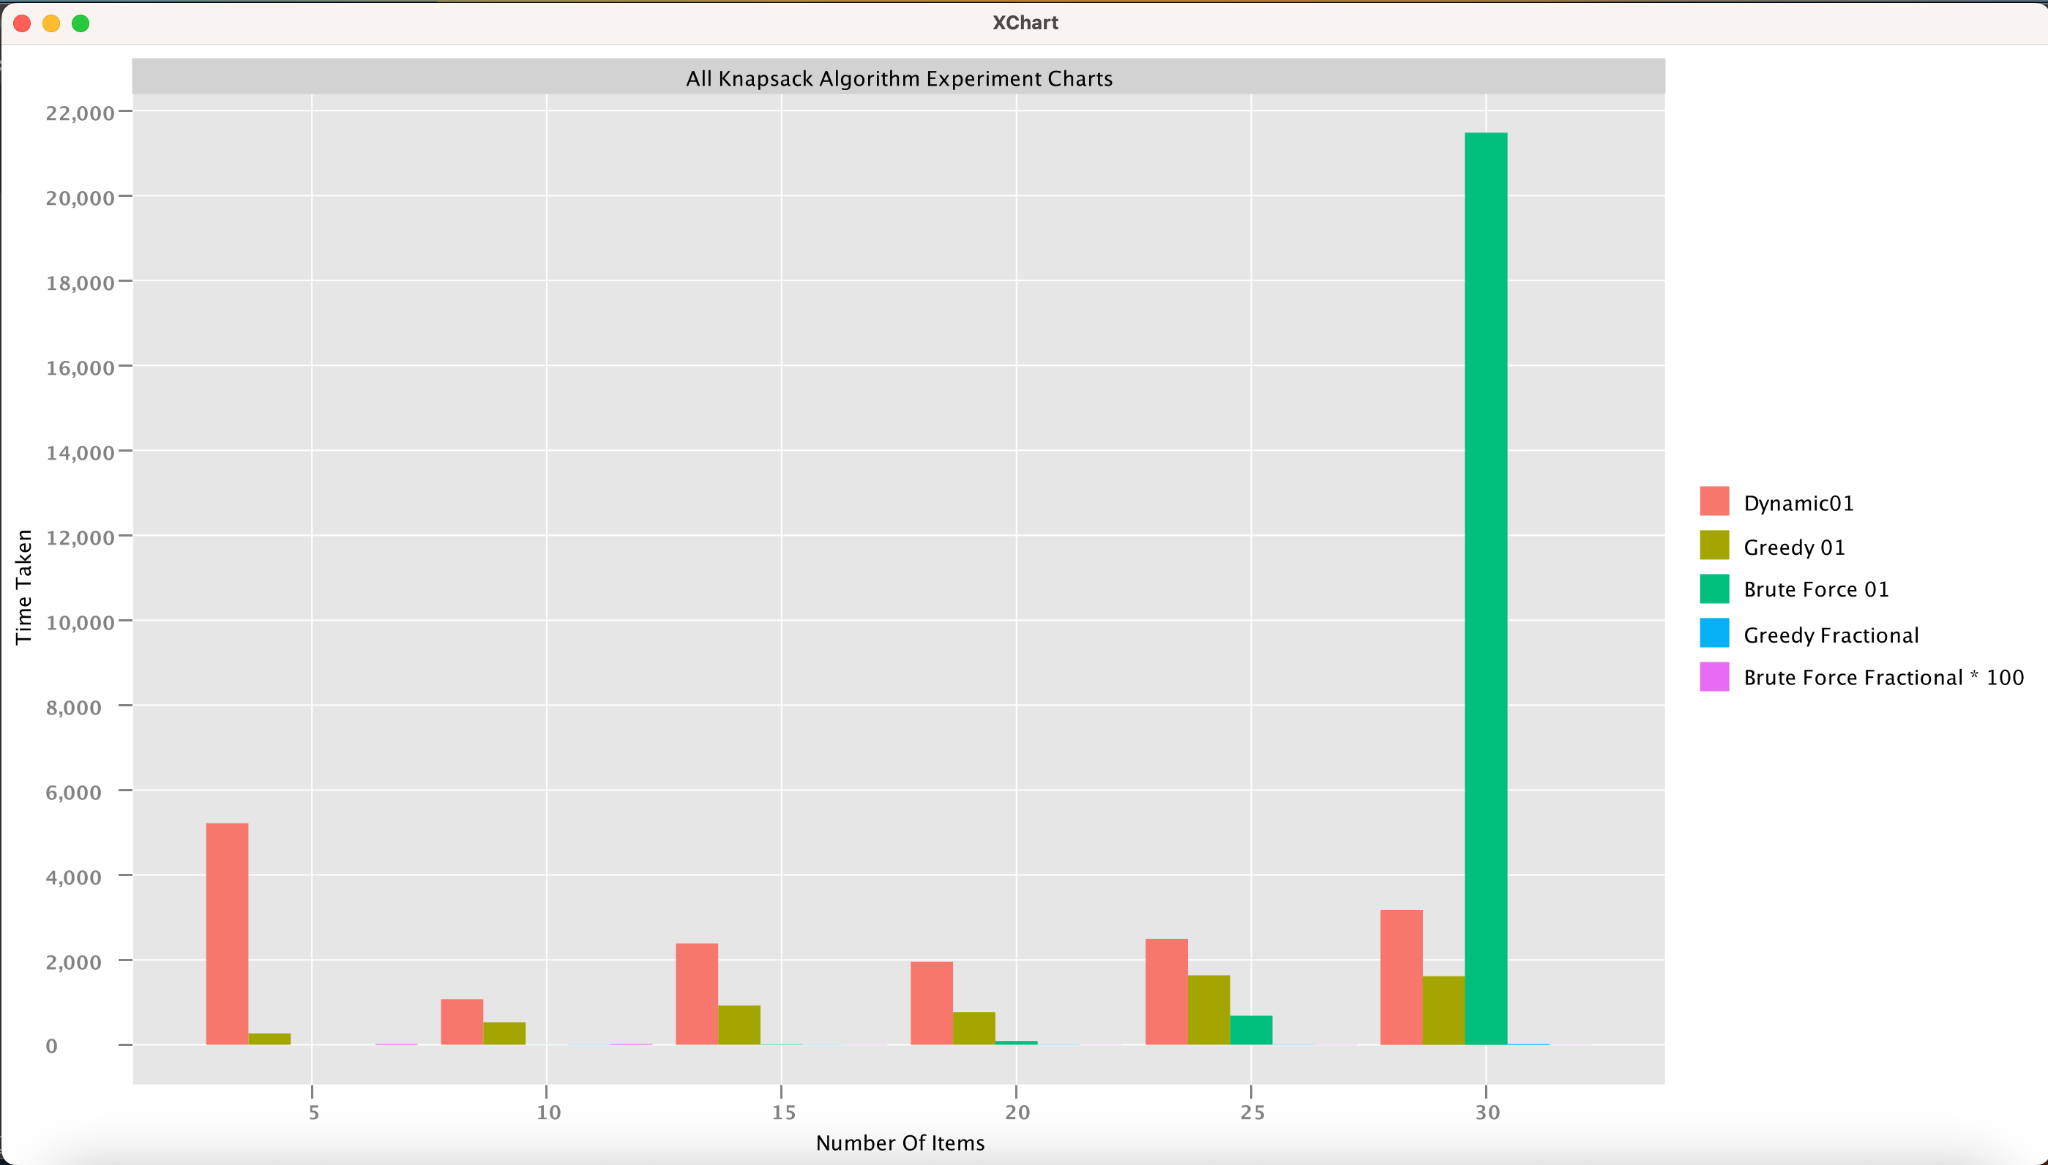 XChart
All Knapsack Algorithm Experiment Charts
22,000
20,000
18,000
16,000
14,000
12,000
10,000
8,000
6,000
4,000
2,000
0
Time Taken
5 10 15 20 25 30
Number Of Items
Dynamic01
Greedy 01
Brute Force 01
Greedy Fractional
Brute Force Fractional * 100